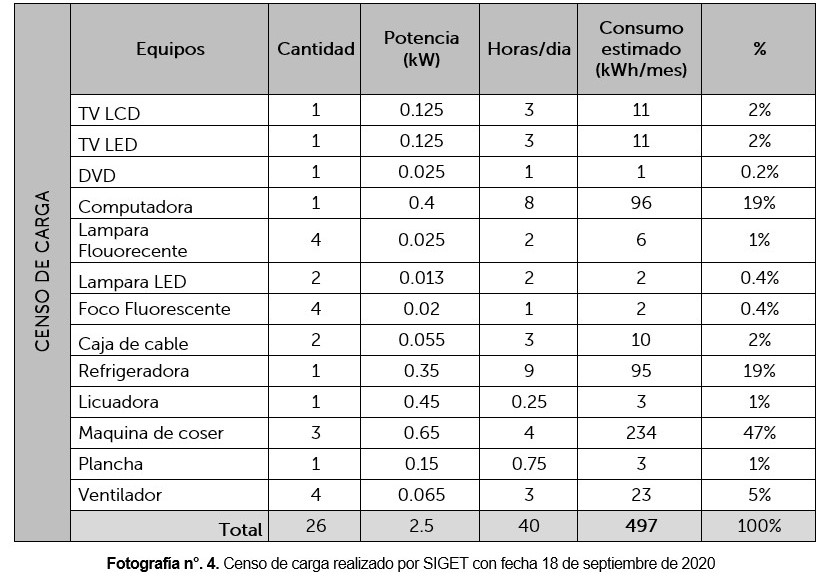 CENSO DE CARGA
Equipos Cantidad Potencia (kW) Horas/dia Consumo estimado (kWh/mes) %
TV LCD 1 0.125 3 11 2%
TV LED 1 0.125 3 11 2%
DVD 1 0.025 1 1 0.2%
Computadora 1 0.4 8 96 19%
Lampara Flouorecente 4 0.025 2 6 1%
Lampara LED 2 0.013 2 2 0.4%
Foco Fluorescente 4 0.02 1 2 0.4%
Caja de cable 2 0.055 3 10 2%
Refrigeradora 1 0.35 9 95 19%
Licuadora 1 0.45 0.25 3 1%
Maquina de coser 3 0.65 4 234 47%
Plancha 1 0.15 0.75 3 1%
Ventilador 4 0.065 3 23 5%
Total 26 2.5 40 497 100%
Fotografía n°. 4. Censo de carga realizado por SIGET con fecha 18 de septiembre de 2020